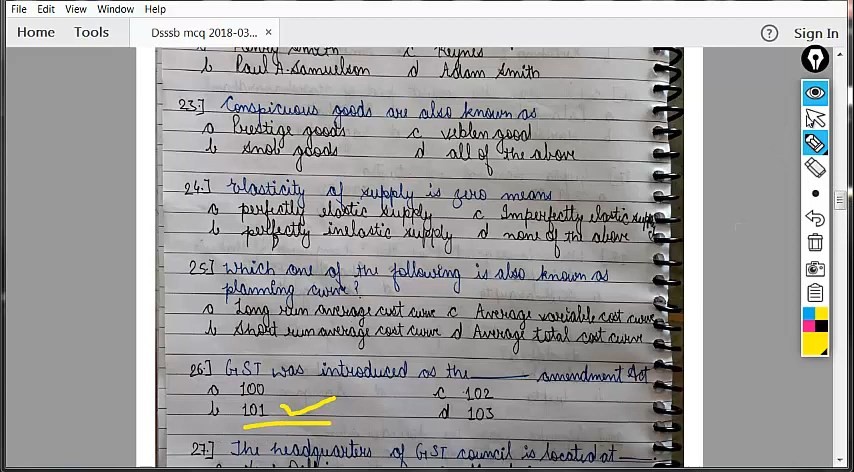 File Edit View Window Help
Home Tools Dsssb mcq 2018-03... × ? Sign In
a Henry Smith c Keynes
b Paul A. Samuelson d Adam Smith
23.] Conspicuous goods are also known as
a Prestige goods c veblen good
b snob goods d all of the above
24.] Elasticity of supply is zero means
a perfectly elastic supply c Imperfectly elastic supply
b perfectly inelastic supply d none of the above
25.] Which one of the following is also known as
planning curve?
a Long run average cost curve c Average variable cost curve
b Short run average cost curve d Average total cost curve
26.] GST was introduced as the ______ amendment Act
a 100 c 102
b 101 d 103
27.] The headquarters of GST council is located at ____